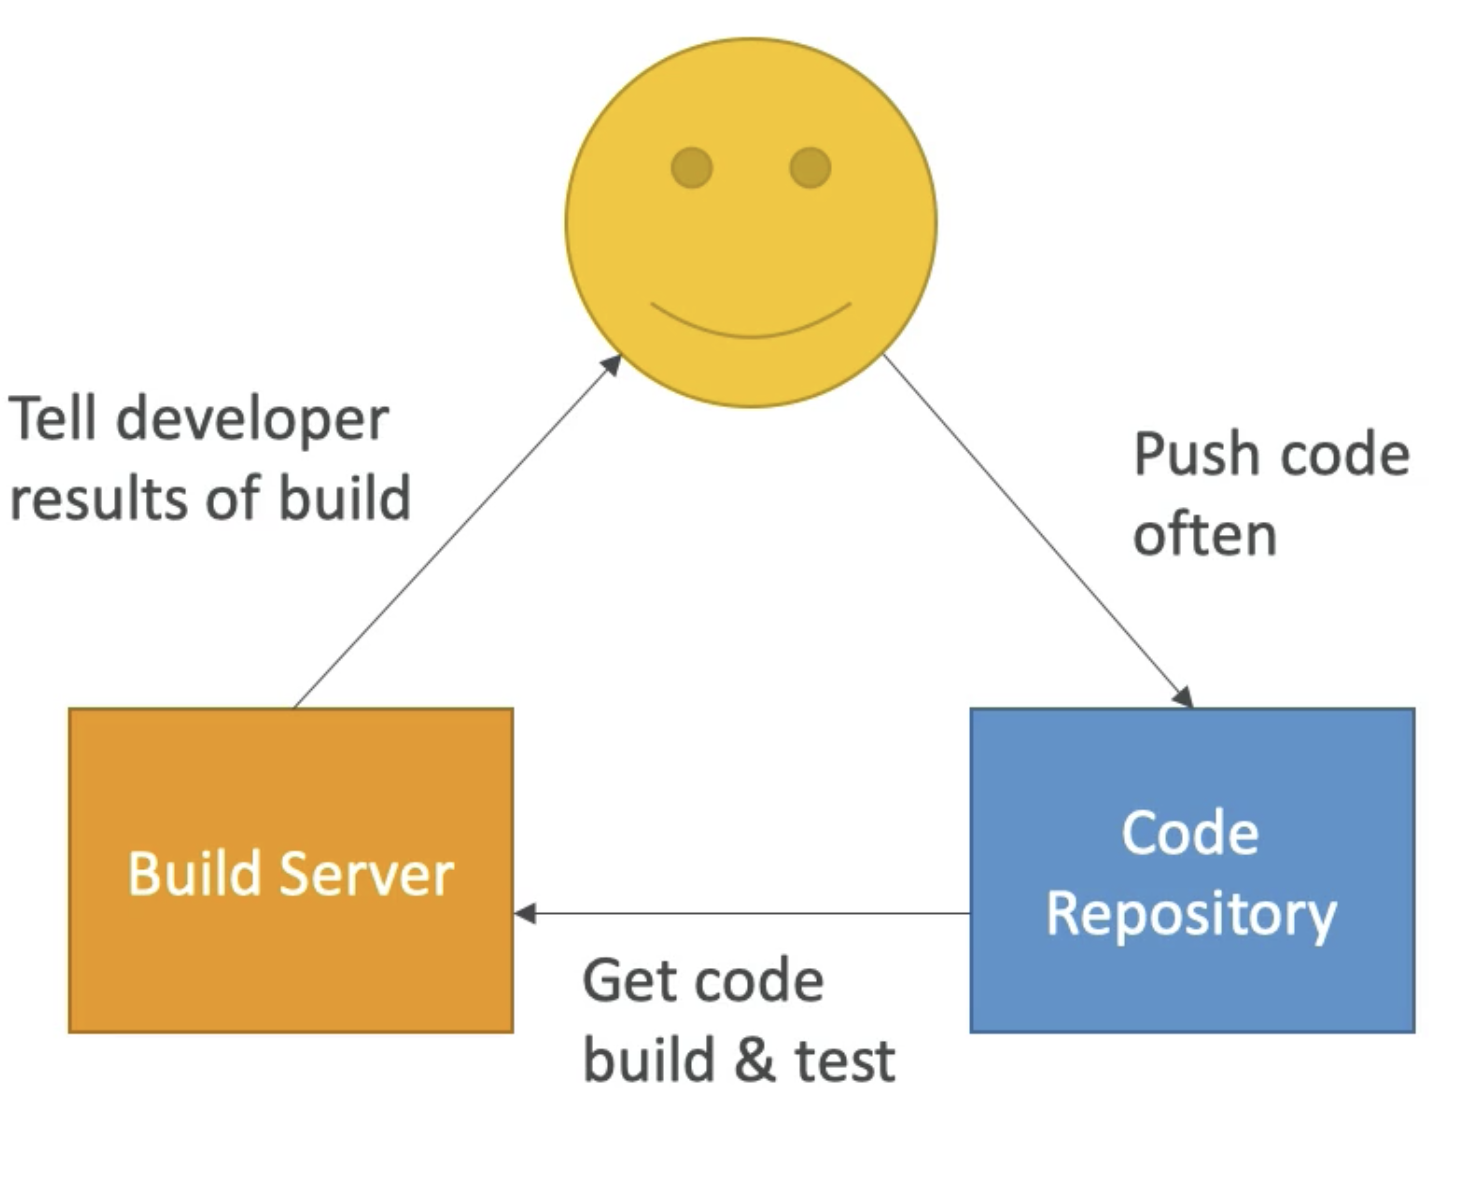 Tell developer
results of build
Push code
often
Build Server
Code
Repository
Get code
build & test